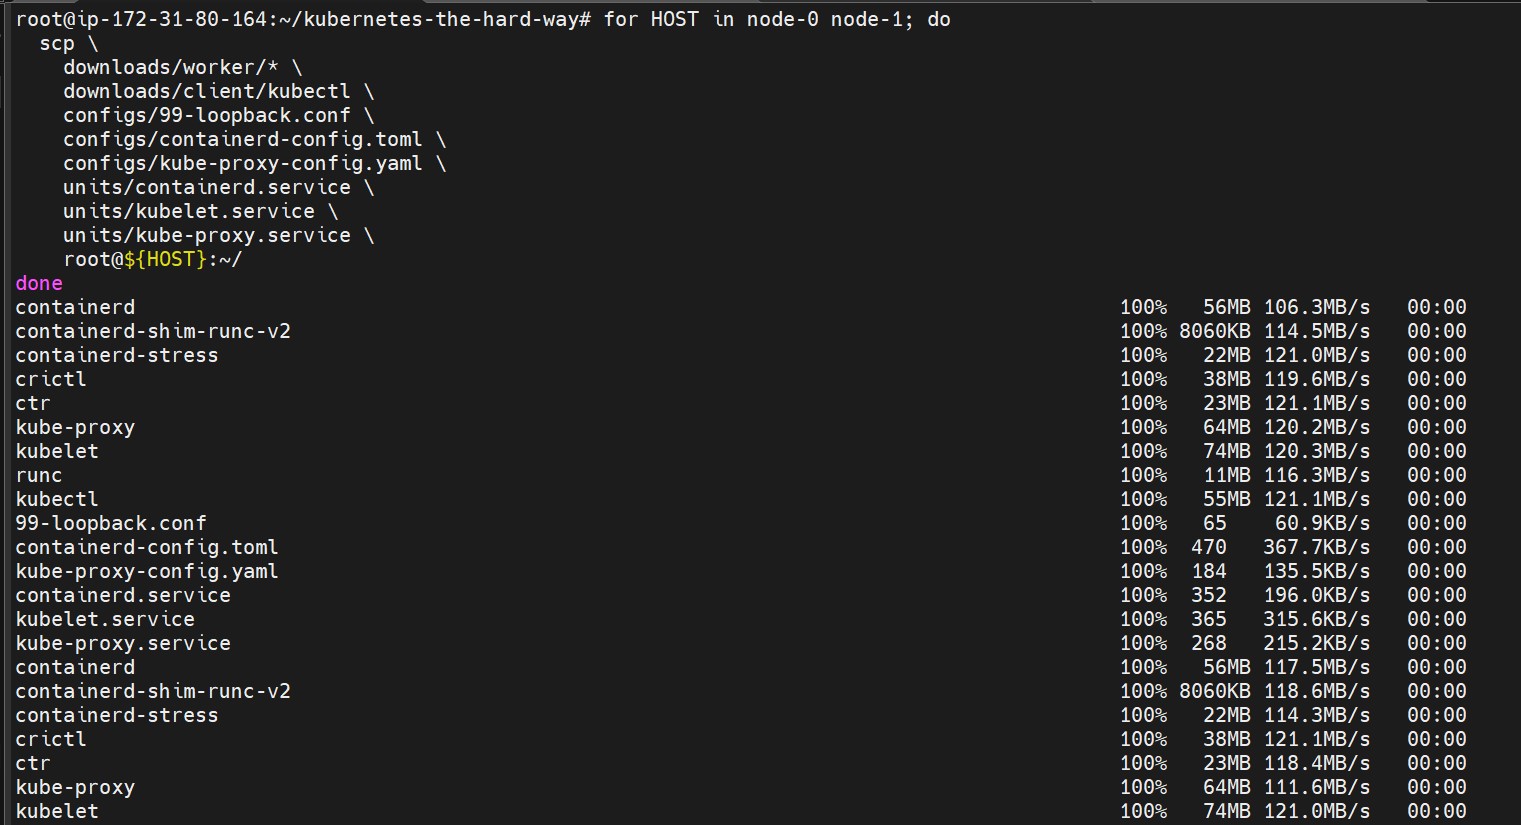 root@ip-172-31-80-164:~/kubernetes-the-hard-way# for HOST in node-0 node-1; do
  scp \
    downloads/worker/* \
    downloads/client/kubectl \
    configs/99-loopback.conf \
    configs/containerd-config.toml \
    configs/kube-proxy-config.yaml \
    units/containerd.service \
    units/kubelet.service \
    units/kube-proxy.service \
    root@${HOST}:~/
done
containerd 100% 56MB 106.3MB/s 00:00
containerd-shim-runc-v2 100% 8060KB 114.5MB/s 00:00
containerd-stress 100% 22MB 121.0MB/s 00:00
crictl 100% 38MB 119.6MB/s 00:00
ctr 100% 23MB 121.1MB/s 00:00
kube-proxy 100% 64MB 120.2MB/s 00:00
kubelet 100% 74MB 120.3MB/s 00:00
runc 100% 11MB 116.3MB/s 00:00
kubectl 100% 55MB 121.1MB/s 00:00
99-loopback.conf 100% 65 60.9KB/s 00:00
containerd-config.toml 100% 470 367.7KB/s 00:00
kube-proxy-config.yaml 100% 184 135.5KB/s 00:00
containerd.service 100% 352 196.0KB/s 00:00
kubelet.service 100% 365 315.6KB/s 00:00
kube-proxy.service 100% 268 215.2KB/s 00:00
containerd 100% 56MB 117.5MB/s 00:00
containerd-shim-runc-v2 100% 8060KB 118.6MB/s 00:00
containerd-stress 100% 22MB 114.3MB/s 00:00
crictl 100% 38MB 121.1MB/s 00:00
ctr 100% 23MB 118.4MB/s 00:00
kube-proxy 100% 64MB 111.6MB/s 00:00
kubelet 100% 74MB 121.0MB/s 00:00